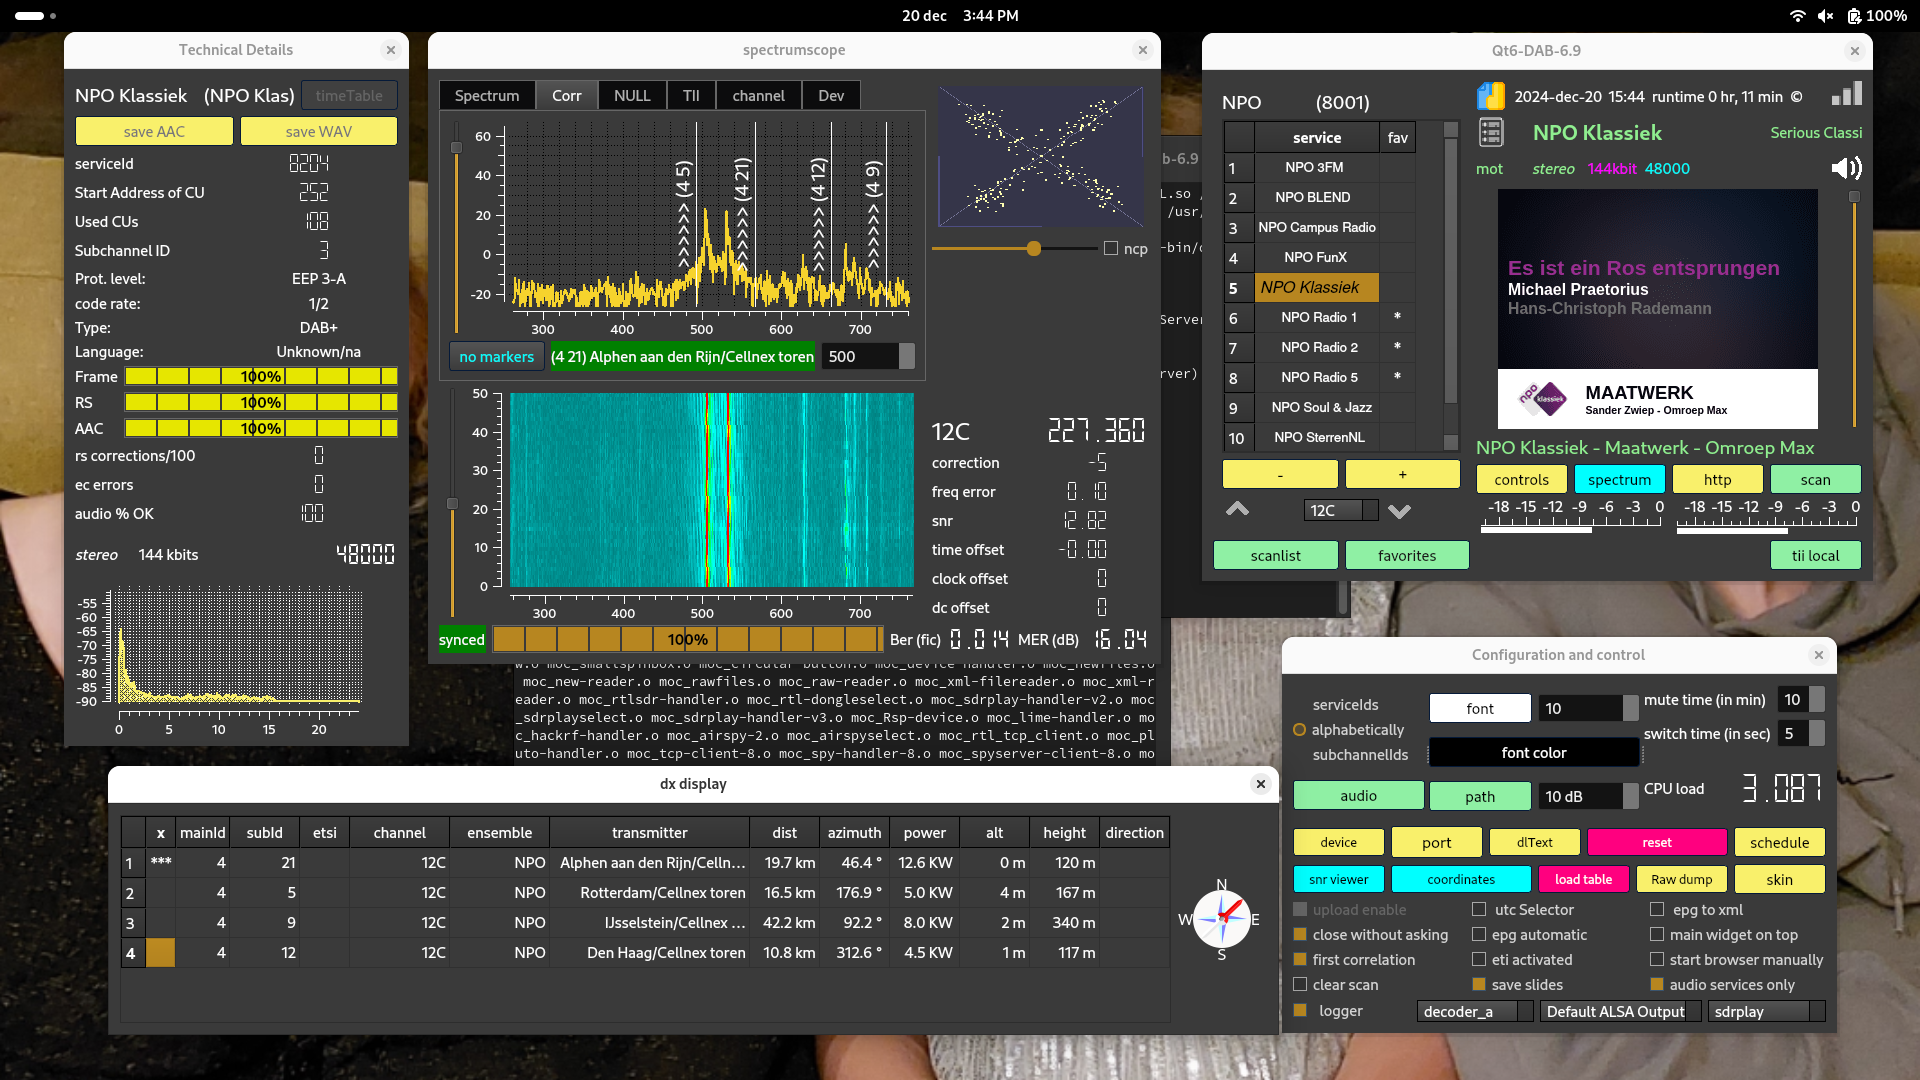 20 dec 3:44 PM
100%
Technical Details
NPO Klassiek (NPO Klas) timeTable
save AAC save WAV
serviceId 8204
Start Address of CU 252
Used CUs 108
Subchannel ID 3
Prot. level: EEP 3-A
code rate: 1/2
Type: DAB+
Language: Unknown/na
Frame 100%
RS 100%
AAC 100%
rs corrections/100 0
ec errors 0
audio % OK 100
stereo 144 kbits 48000
-55
-60
-65
-70
-75
-80
-85
-90
0 5 10 15 20
spectrumscope
Spectrum Corr NULL TII channel Dev
60
40
20
0
-20
>>>>>> (4 5)
>>>>>> (4 21)
>>>>>> (4 12)
>>>>>> (4 9)
300 400 500 600 700
no markers (4 21) Alphen aan den Rijn/Cellnex toren 500
ncp
50
40
30
20
10
0
300 400 500 600 700
12C 227.360
correction -5
freq error 0.10
snr 12.82
time offset -0.00
clock offset 0
dc offset 0
synced 100% Ber (fic) 0.014 MER (dB) 16.04
b-6.9
L.so
/usr/
-bin/c
Server
rver)
w.o moc_smallspinbox.o moc_circular-button.o moc_device-handler.o moc_newfiles.o
moc_new-reader.o moc_rawfiles.o moc_raw-reader.o moc_xml-filereader.o moc_xml-r
eader.o moc_rtlsdr-handler.o moc_rtl-dongleselect.o moc_sdrplay-handler-v2.o moc
_sdrplayselect.o moc_sdrplay-handler-v3.o moc_Rsp-device.o moc_lime-handler.o mo
c_hackrf-handler.o moc_airspy-2.o moc_airspyselect.o moc_rtl_tcp_client.o moc_pl
uto-handler.o moc_tcp-client-8.o moc_spy-handler-8.o moc_spyserver-client-8.o mo
Qt6-DAB-6.9
NPO (8001)
service fav
1 NPO 3FM
2 NPO BLEND
3 NPO Campus Radio
4 NPO FunX
5 NPO Klassiek
6 NPO Radio 1 *
7 NPO Radio 2 *
8 NPO Radio 5 *
9 NPO Soul & Jazz
10 NPO SterrenNL
- +
12C
scanlist favorites
2024-dec-20 15:44 runtime 0 hr, 11 min ©
NPO Klassiek Serious Classi
mot stereo 144kbit 48000
Es ist ein Ros entsprungen
Michael Praetorius
Hans-Christoph Rademann
npo klassiek
MAATWERK
Sander Zwiep - Omroep Max
NPO Klassiek - Maatwerk - Omroep Max
controls spectrum http scan
-18 -15 -12 -9 -6 -3 0 -18 -15 -12 -9 -6 -3 0
tii local
dx display
x mainId subId etsi channel ensemble transmitter dist azimuth power alt height direction
1 *** 4 21 12C NPO Alphen aan den Rijn/Celln... 19.7 km 46.4 ° 12.6 KW 0 m 120 m
2 4 5 12C NPO Rotterdam/Cellnex toren 16.5 km 176.9 ° 5.0 KW 4 m 167 m
3 4 9 12C NPO IJsselstein/Cellnex ... 42.2 km 92.2 ° 8.0 KW 2 m 340 m
4 4 12 12C NPO Den Haag/Cellnex toren 10.8 km 312.6 ° 4.5 KW 1 m 117 m
N
W E
S
Configuration and control
serviceIds font 10 mute time (in min) 10
alphabetically switch time (in sec) 5
subchannelIds font color
audio path 10 dB CPU load 3.087
device port dlText reset schedule
snr viewer coordinates load table Raw dump skin
upload enable utc Selector epg to xml
close without asking epg automatic main widget on top
first correlation eti activated start browser manually
clear scan save slides audio services only
logger decoder_a Default ALSA Output sdrplay